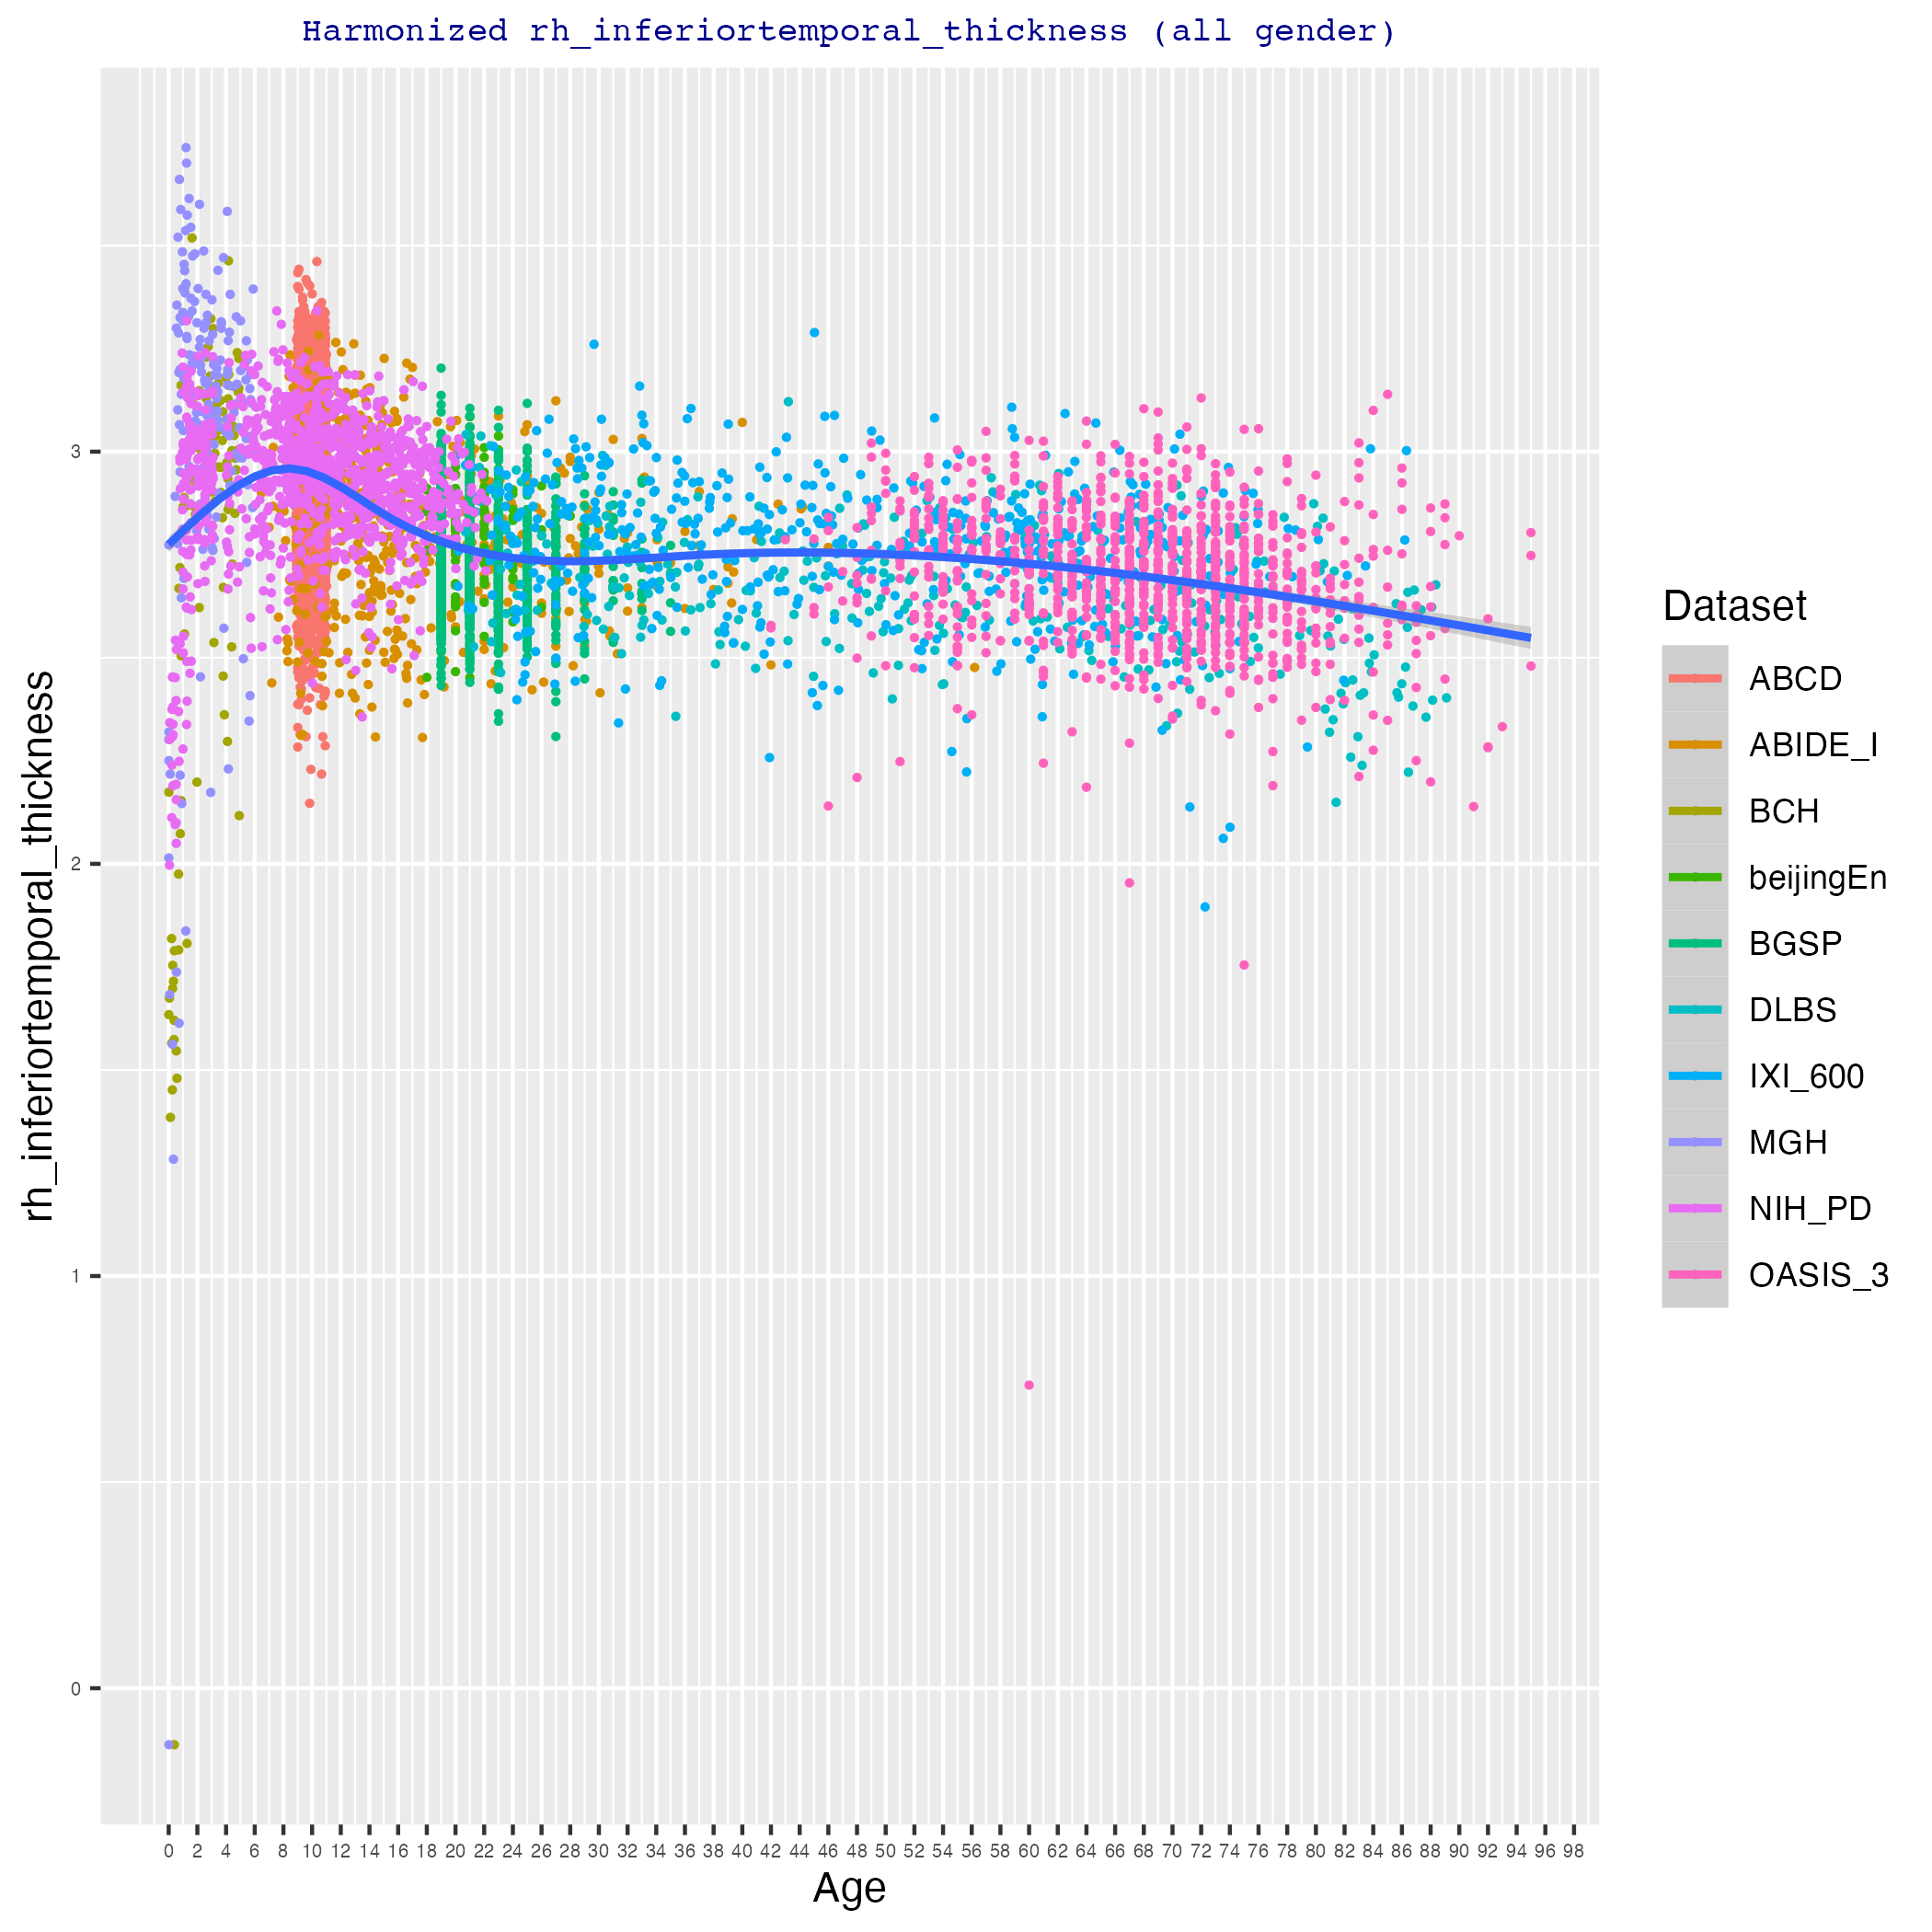 Harmonized rh_inferiortemporal_thickness (all gender)
rh_inferiortemporal_thickness
3
2
1
0
0 2 4 6 8 10 12 14 16 18 20 22 24 26 28 30 32 34 36 38 40 42 44 46 48 50 52 54 56 58 60 62 64 66 68 70 72 74 76 78 80 82 84 86 88 90 92 94 96 98
Age
Dataset
ABCD
ABIDE_I
BCH
beijingEn
BGSP
DLBS
IXI_600
MGH
NIH_PD
OASIS_3